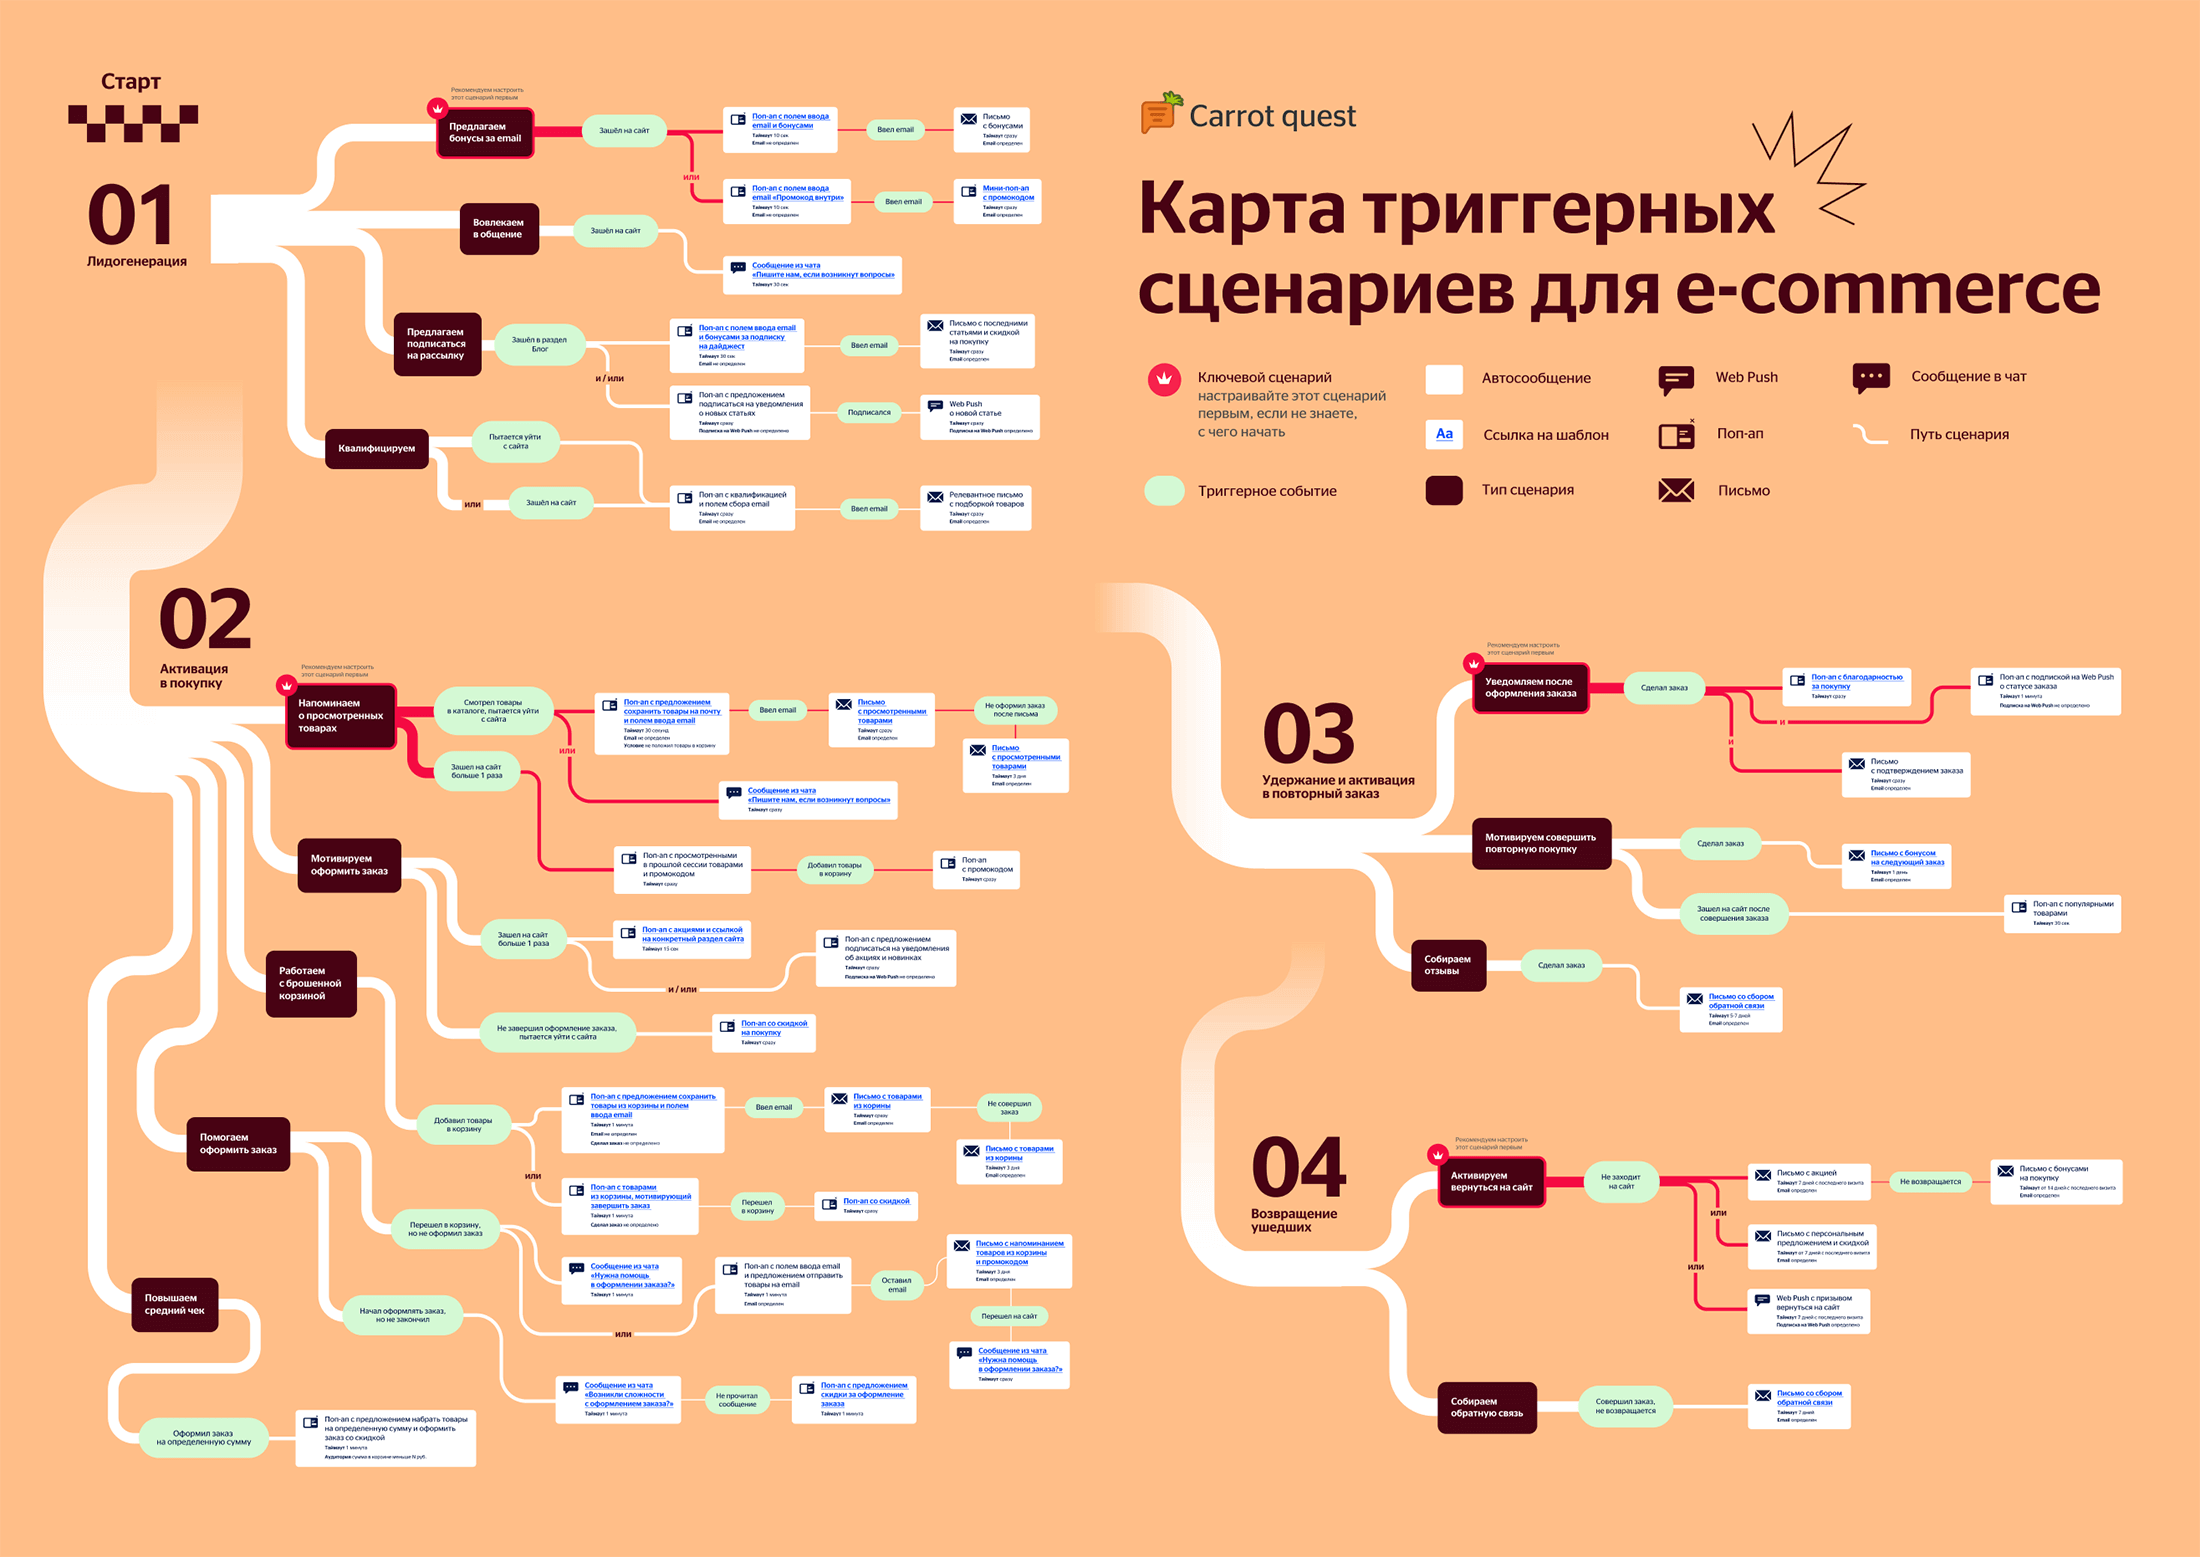 Старт
01
Лидогенерация
Рекомендуем настроить
этот сценарий первым
Предлагаем
бонусы за email
Зашёл на сайт
Поп-ап с полем ввода
email и бонусами
Таймаут 10 сек
Email не определен
Ввел email
Письмо
с бонусами
Таймаут сразу
Email определен
или
Поп-ап с полем ввода
email «Промокод внутри»
Таймаут 10 сек
Email не определен
Ввел email
Мини-поп-ап
с промокодом
Таймаут сразу
Email определен
Вовлекаем
в общение
Зашёл на сайт
Сообщение из чата
«Пишите нам, если возникнут вопросы»
Таймаут 30 сек
Предлагаем
подписаться
на рассылку
Зашёл в раздел
Блог
Поп-ап с полем ввода email
и бонусами за подписку
на дайджест
Таймаут 30 сек
Email не определен
Ввел email
Письмо с последними
статьями и скидкой
на покупку
Таймаут сразу
Email определен
и / или
Поп-ап с предложением
подписаться на уведомления
о новых статьях
Таймаут сразу
Подписка на Web Push не определено
Подписался
Web Push
о новой статье
Таймаут сразу
Подписка на Web Push определено
Квалифицируем
Пытается уйти
с сайта
или
Зашёл на сайт
Поп-ап с квалификацией
и полем сбора email
Таймаут сразу
Email не определен
Ввел email
Релевантное письмо
с подборкой товаров
Таймаут сразу
Email определен
Carrot quest
Карта триггерных
сценариев для e-commerce
Ключевой сценарий
настраивайте этот сценарий
первым, если не знаете,
с чего начать
Триггерное событие
Автосообщение
Aa
Ссылка на шаблон
Тип сценария
Web Push
Поп-ап
Письмо
Сообщение в чат
Путь сценария
02
Активация
в покупку
Рекомендуем настроить
этот сценарий первым
Напоминаем
о просмотренных
товарах
Смотрел товары
в каталоге, пытается уйти
с сайта
Поп-ап с предложением
сохранить товары на почту
и полем ввода email
Таймаут 30 секунд
Email не определен
Условие не положил товары в корзину
Ввел email
Письмо
с просмотренными
товарами
Таймаут сразу
Email определен
Не оформил заказ
после письма
Письмо
с просмотренными
товарами
Таймаут 3 дня
Email определен
или
Сообщение из чата
«Пишите нам, если возникнут вопросы»
Таймаут сразу
Зашел на сайт
больше 1 раза
Поп-ап с просмотренными
в прошлой сессии товарами
и промокодом
Таймаут сразу
Добавил товары
в корзину
Поп-ап
с промокодом
Таймаут сразу
Мотивируем
оформить заказ
Зашел на сайт
больше 1 раза
Поп-ап с акциями и ссылкой
на конкретный раздел сайта
Таймаут 15 сек
и / или
Поп-ап с предложением
подписаться на уведомления
об акциях и новинках
Таймаут сразу
Подписка на Web Push не определено
Не завершил оформление заказа,
пытается уйти с сайта
Поп-ап со скидкой
на покупку
Таймаут сразу
Работаем
с брошенной
корзиной
Добавил товары
в корзину
Поп-ап с предложением сохранить
товары из корзины и полем
ввода email
Таймаут 1 минута
Email не определен
Сделал заказ не определено
Ввел email
Письмо с товарами
из корины
Таймаут сразу
Email определен
Не совершил
заказ
Письмо с товарами
из корины
Таймаут 3 дня
Email определен
или
Поп-ап с товарами
из корзины, мотивирующий
завершить заказ
Таймаут 1 минута
Сделал заказ не определено
Перешел
в корзину
Поп-ап со скидкой
Таймаут сразу
Помогаем
оформить заказ
Перешел в корзину,
но не оформил заказ
Сообщение из чата
«Нужна помощь
в оформлении заказа?»
Таймаут 1 минута
или
Поп-ап с полем ввода email
и предложением отправить
товары на email
Таймаут 1 минута
Email определен
Оставил
email
Письмо с напоминанием
товаров из корзины
и промокодом
Таймаут 3 дня
Email определен
Перешел на сайт
Сообщение из чата
«Нужна помощь
в оформлении заказа?»
Таймаут сразу
Начал оформлять заказ,
но не закончил
Сообщение из чата
«Возникли сложности
с оформлением заказа?»
Таймаут 1 минута
Не прочитал
сообщение
Поп-ап с предложением
скидки за оформление
заказа
Таймаут 1 минута
Повышаем
средний чек
Оформил заказ
на определенную сумму
Поп-ап с предложением набрать товары
на определенную сумму и оформить
заказ со скидкой
Таймаут 1 минута
Аудитория сумма в корзине меньше N руб.
03
Удержание и активация
в повторный заказ
Рекомендуем настроить
этот сценарий первым
Уведомляем после
оформления заказа
Сделал заказ
Поп-ап с благодарностью
за покупку
Таймаут сразу
и
Поп-ап с подпиской на Web Push
о статусе заказа
Таймаут 1 минута
Подписка на Web Push не определено
и
Письмо
с подтверждением заказа
Таймаут сразу
Email определен
Мотивируем совершить
повторную покупку
Сделал заказ
Письмо с бонусом
на следующий заказ
Таймаут 1 день
Email определен
Зашел на сайт после
совершения заказа
Поп-ап с популярными
товарами
Таймаут 30 сек
Собираем
отзывы
Сделал заказ
Письмо со сбором
обратной связи
Таймаут 5-7 дней
Email определен
04
Возвращение
ушедших
Рекомендуем настроить
этот сценарий первым
Активируем
вернуться на сайт
Не заходит
на сайт
Письмо с акцией
Таймаут 7 дней с последнего визита
Email определен
Не возвращается
Письмо с бонусами
на покупку
Таймаут от 14 дней с последнего визита
Email определен
или
Письмо с персональным
предложением и скидкой
Таймаут от 7 дней с последнего визита
Email определен
или
Web Push с призывом
вернуться на сайт
Таймаут 7 дней с последнего визита
Подписка на Web Push определено
Собираем
обратную связь
Совершил заказ,
не возвращается
Письмо со сбором
обратной связи
Таймаут 7 дней
Email определен